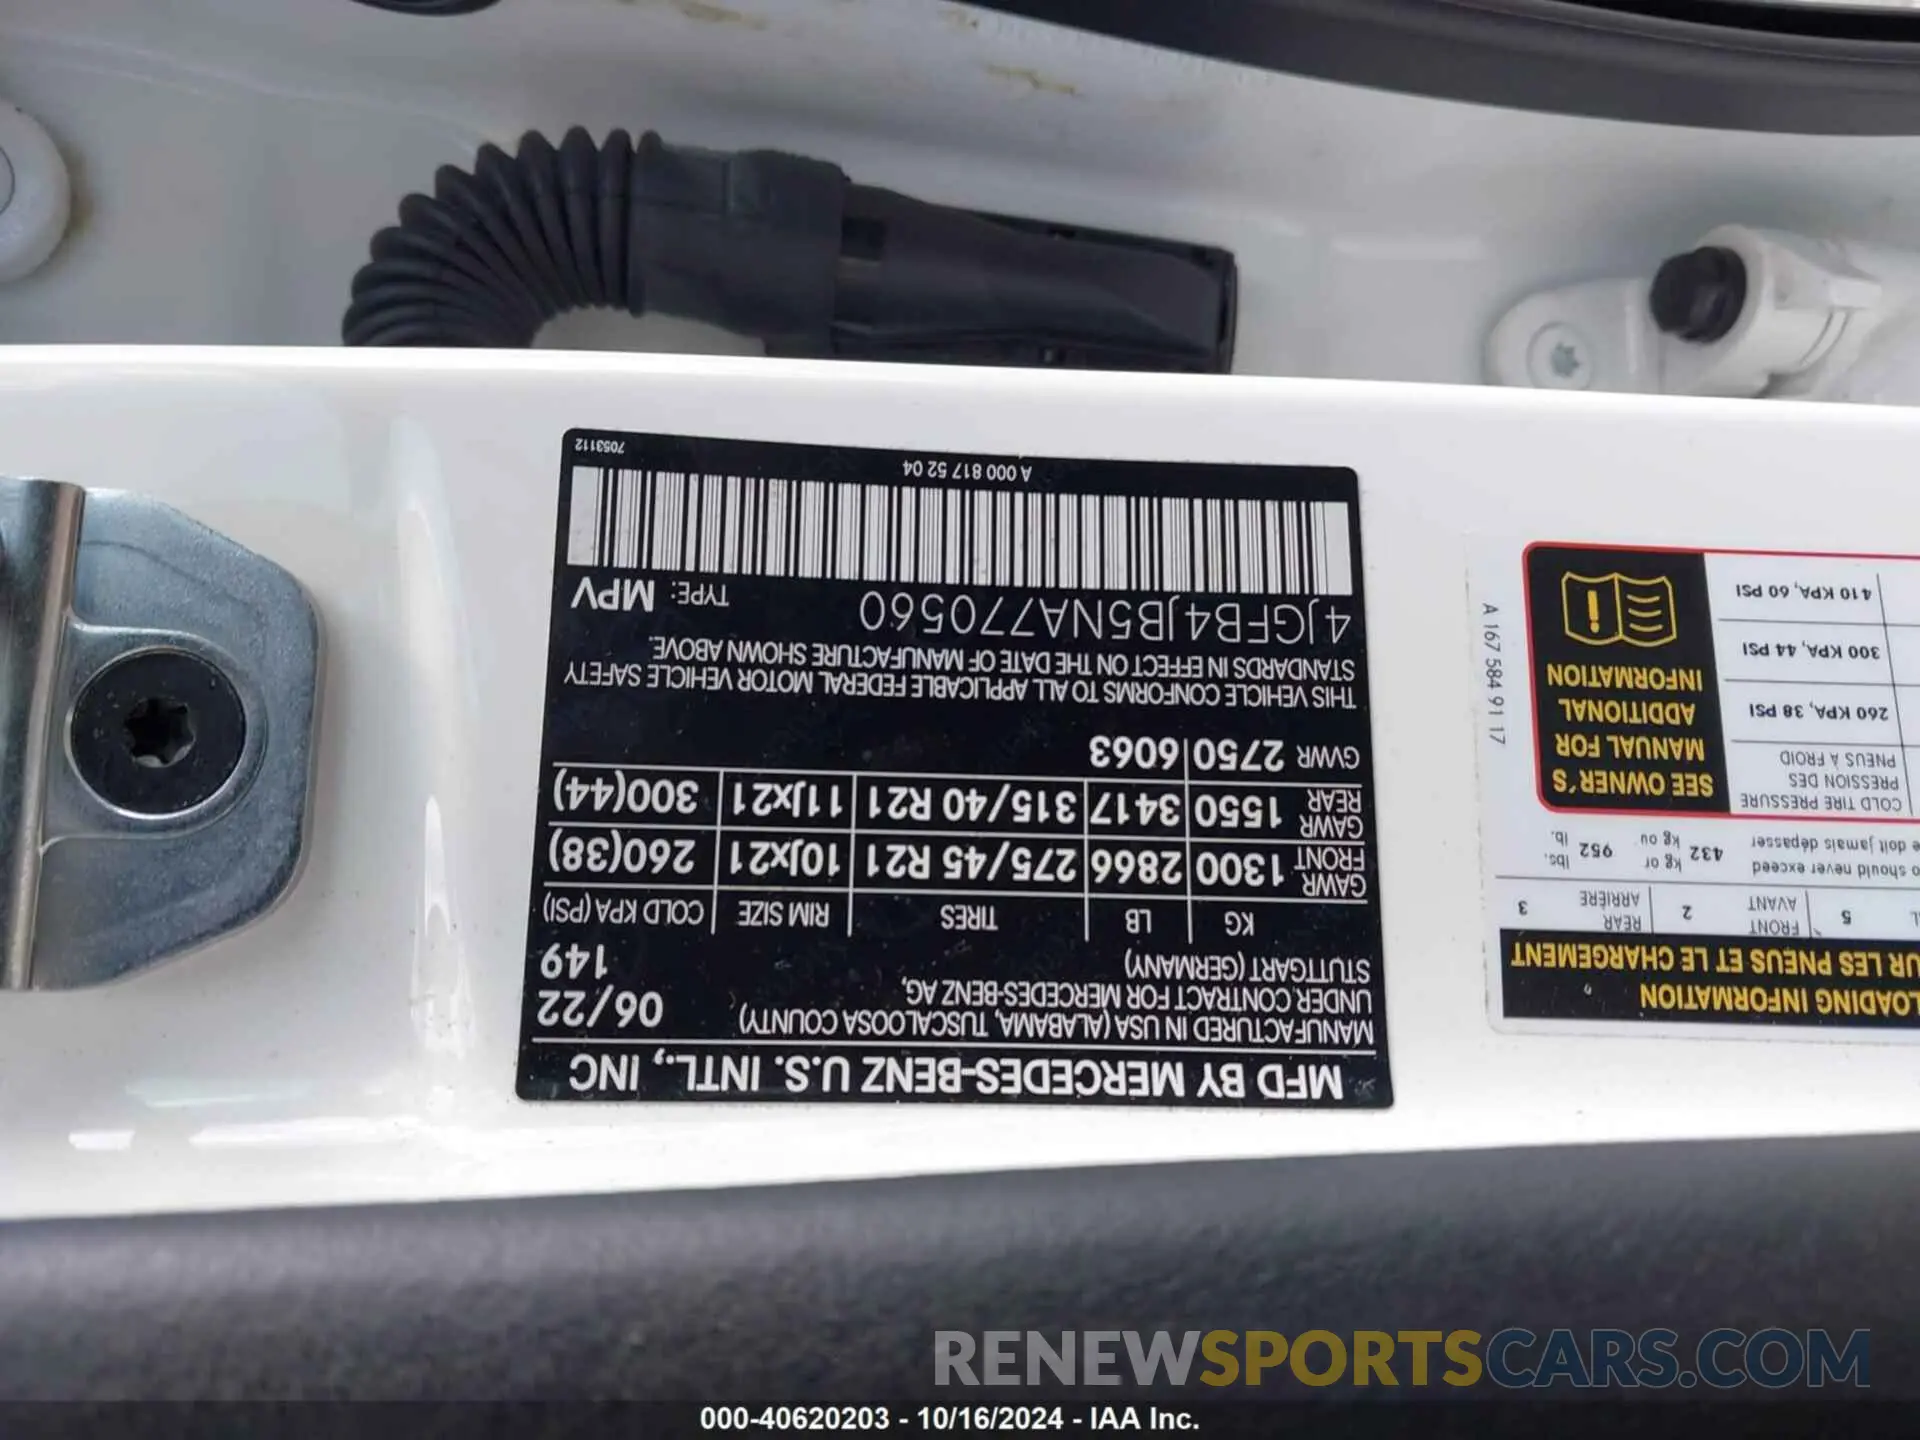 MFD BY MERCEDES-BENZ U.S. INTL., INC
MANUFACTURED IN USA (ALABAMA, TUSCALOOSA COUNTY)
UNDER CONTRACT FOR MERCEDES-BENZ AG,
STUTTGART (GERMANY)
06/22
149
KG LB TIRES RIM SIZE COLD KPA (PSI)
GAWR FRONT 1300 2866 275/45 R21 10Jx21 260(38)
GAWR REAR 1550 3417 315/40 R21 11Jx21 300(44)
GVWR 2750 6063
THIS VEHICLE CONFORMS TO ALL APPLICABLE FEDERAL MOTOR VEHICLE SAFETY
STANDARDS IN EFFECT ON THE DATE OF MANUFACTURE SHOWN ABOVE.
4JGFB4JB5NA770560 TYPE: MPV
A 000 817 52 04
7053112
LOADING INFORMATION
LES PNEUS ET LE CHARGEMENT
5 FRONT AVANT 2 REAR ARRIÈRE 3
should never exceed 432 kg or 952 lbs.
doit jamais dépasser kg ou lb.
COLD TIRE PRESSURE
PRESSION DES
PNEUS À FROID
260 KPA, 38 PSI
300 KPA, 44 PSI
410 KPA, 60 PSI
SEE OWNER'S
MANUAL FOR
ADDITIONAL
INFORMATION
A 167 584 91 17
RENEWSPORTSCARS.COM
000-40620203 - 10/16/2024 - IAA Inc.